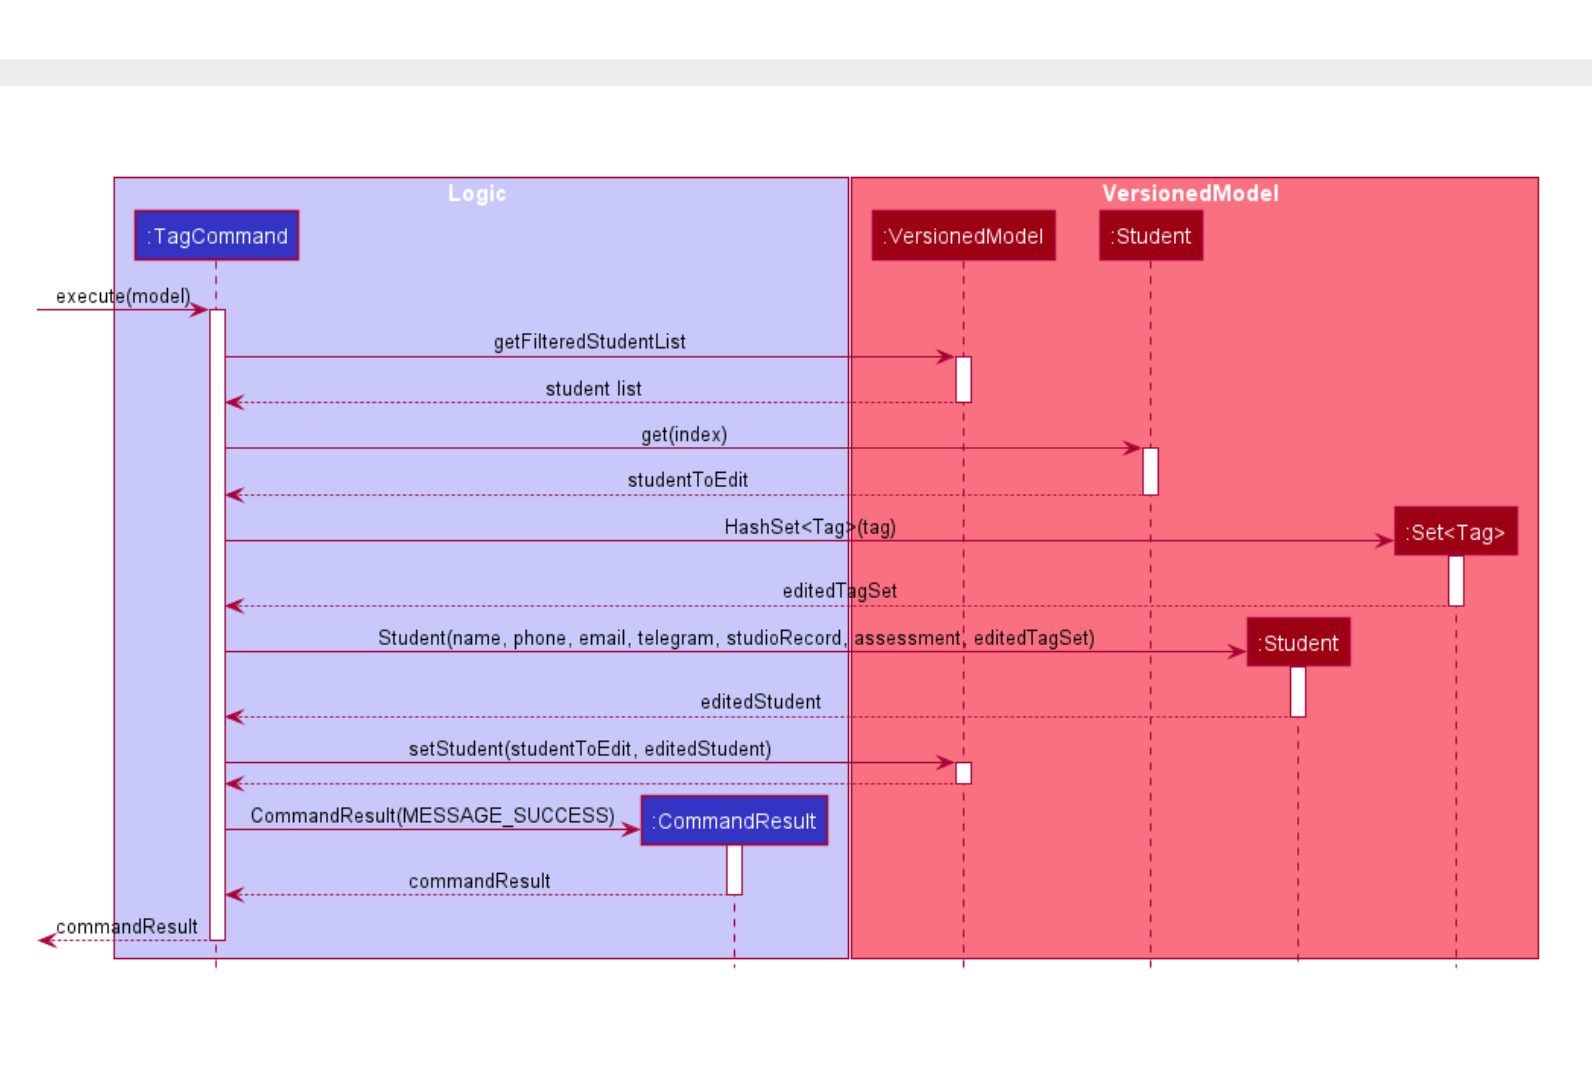 Logic
VersionedModel
:TagCommand
:VersionedModel
:Student
execute(model)
getFilteredStudentList
student list
get(index)
studentToEdit
HashSet<Tag>(tag)
:Set<Tag>
editedTagSet
Student(name, phone, email, telegram, studioRecord, assessment, editedTagSet)
:Student
editedStudent
setStudent(studentToEdit, editedStudent)
CommandResult(MESSAGE_SUCCESS)
:CommandResult
commandResult
commandResult